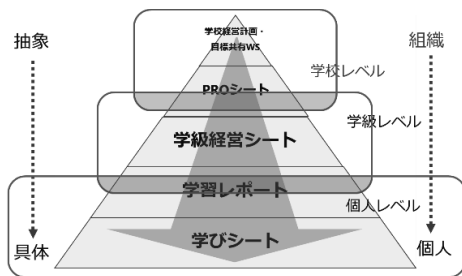 学校経営計画・
目標共有WS
抽象
組織
学校レベル
PROシート
学級レベル
学級経営シート
学習レポート
個人レベル
学びシート
具体
個人